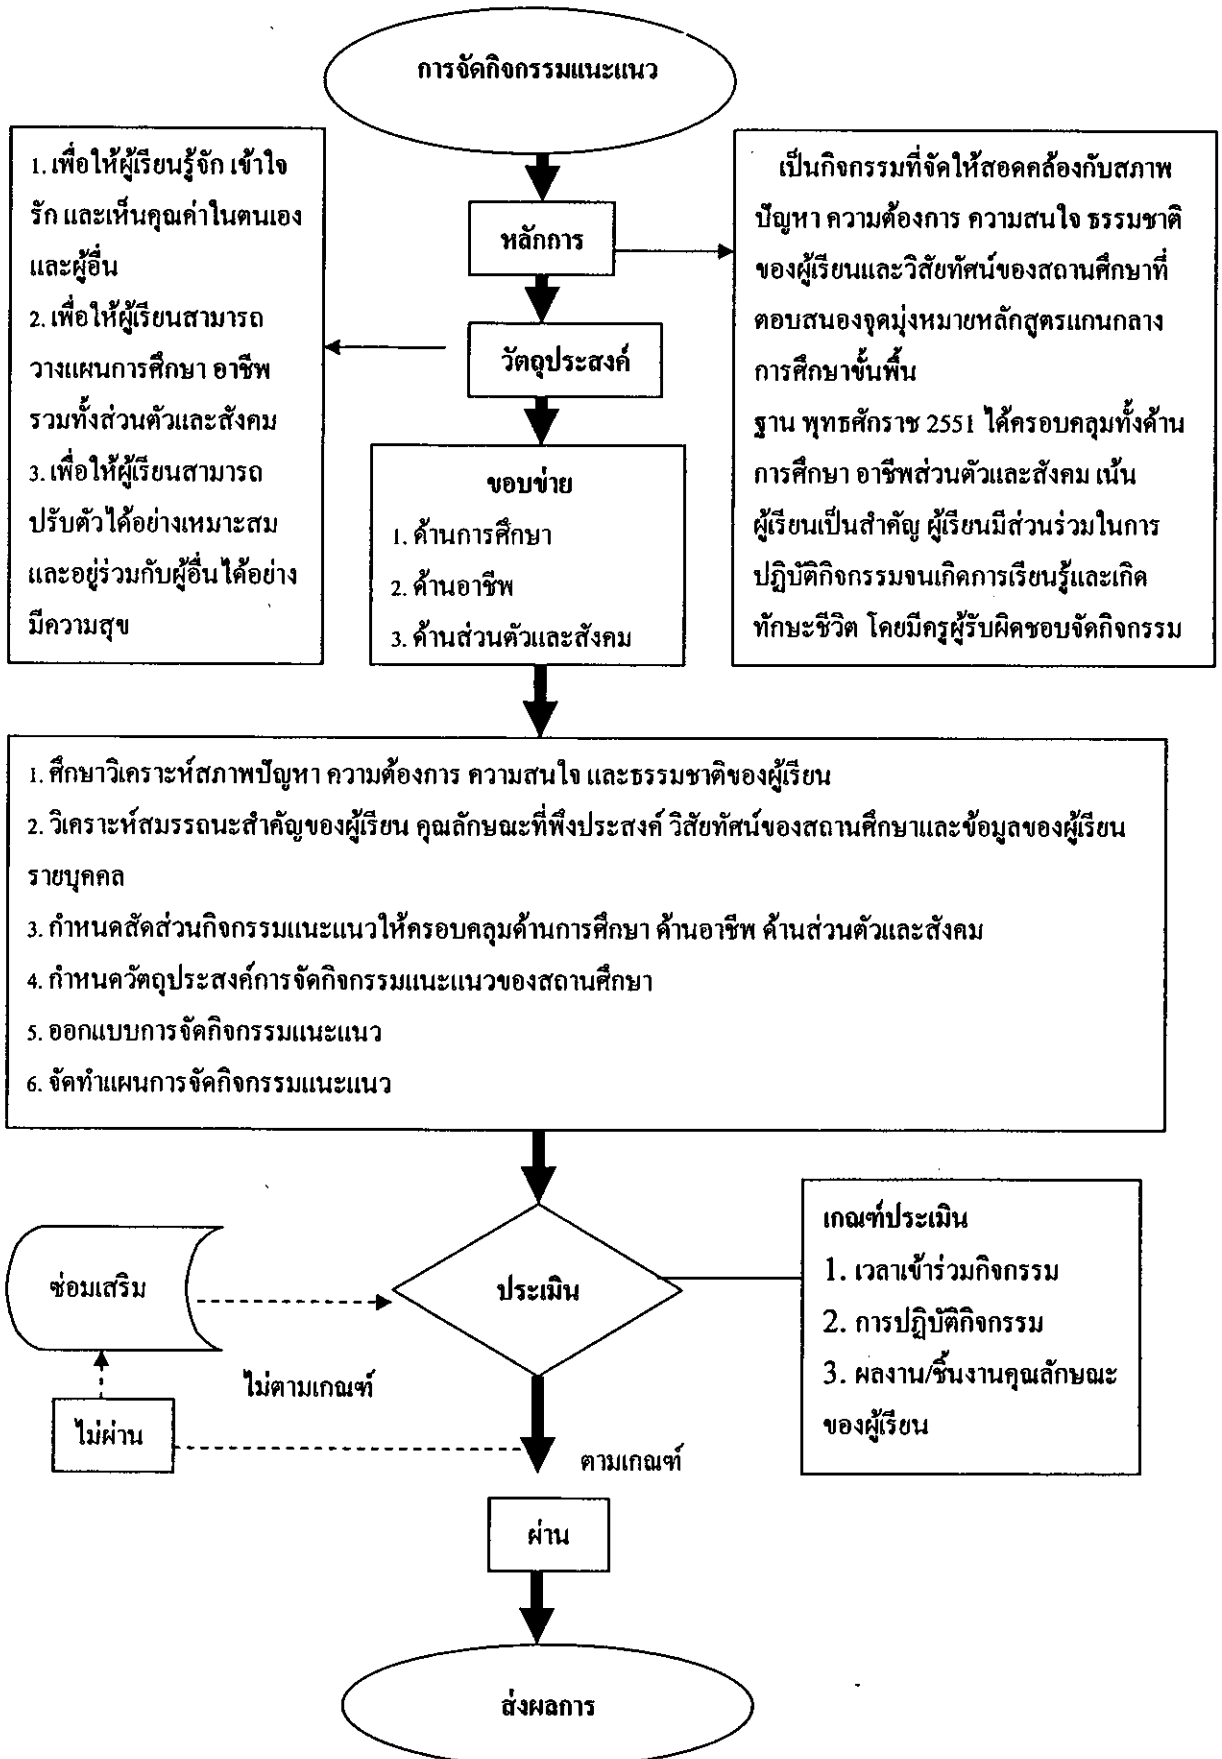 การจัดกิจกรรมแนะแนว
1. เพื่อให้ผู้เรียนรู้จัก เข้าใจ
รัก และเห็นคุณค่าในตนเอง
และผู้อื่น
2. เพื่อให้ผู้เรียนสามารถ
วางแผนการศึกษา อาชีพ
รวมทั้งส่วนตัวและสังคม
3. เพื่อให้ผู้เรียนสามารถ
ปรับตัวได้อย่างเหมาะสม
และอยู่ร่วมกับผู้อื่นได้อย่าง
มีความสุข
หลักการ
เป็นกิจกรรมที่จัดให้สอดคล้องกับสภาพ
ปัญหา ความต้องการ ความสนใจ ธรรมชาติ
ของผู้เรียนและวิสัยทัศน์ของสถานศึกษาที่
ตอบสนองจุดมุ่งหมายหลักสูตรแกนกลาง
การศึกษาขั้นพื้น
ฐาน พุทธศักราช 2551 ได้ครอบคลุมทั้งด้าน
การศึกษา อาชีพส่วนตัวและสังคม เน้น
ผู้เรียนเป็นสำคัญ ผู้เรียนมีส่วนร่วมในการ
ปฏิบัติกิจกรรมจนเกิดการเรียนรู้และเกิด
ทักษะชีวิต โดยมีครูผู้รับผิดชอบจัดกิจกรรม
วัตถุประสงค์
ขอบข่าย
1. ด้านการศึกษา
2. ด้านอาชีพ
3. ด้านส่วนตัวและสังคม
1. ศึกษาวิเคราะห์สภาพปัญหา ความต้องการ ความสนใจ และธรรมชาติของผู้เรียน
2. วิเคราะห์สมรรถนะสำคัญของผู้เรียน คุณลักษณะที่พึงประสงค์ วิสัยทัศน์ของสถานศึกษาและข้อมูลของผู้เรียน
รายบุคคล
3. กำหนดสัดส่วนกิจกรรมแนะแนวให้ครอบคลุมด้านการศึกษา ด้านอาชีพ ด้านส่วนตัวและสังคม
4. กำหนดวัตถุประสงค์การจัดกิจกรรมแนะแนวของสถานศึกษา
5. ออกแบบการจัดกิจกรรมแนะแนว
6. จัดทำแผนการจัดกิจกรรมแนะแนว
ซ่อมเสริม
ประเมิน
เกณฑ์ประเมิน
1. เวลาเข้าร่วมกิจกรรม
2. การปฏิบัติกิจกรรม
3. ผลงาน/ชิ้นงานคุณลักษณะ
ของผู้เรียน
ไม่ตามเกณฑ์
ไม่ผ่าน
ตามเกณฑ์
ผ่าน
ส่งผลการ